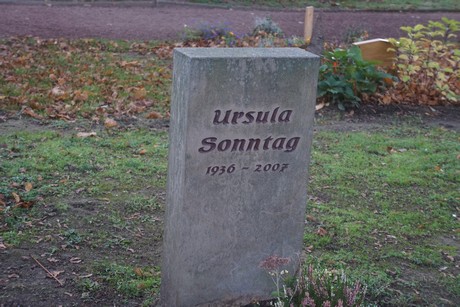 Ursula
Sonntag
1936 - 2007